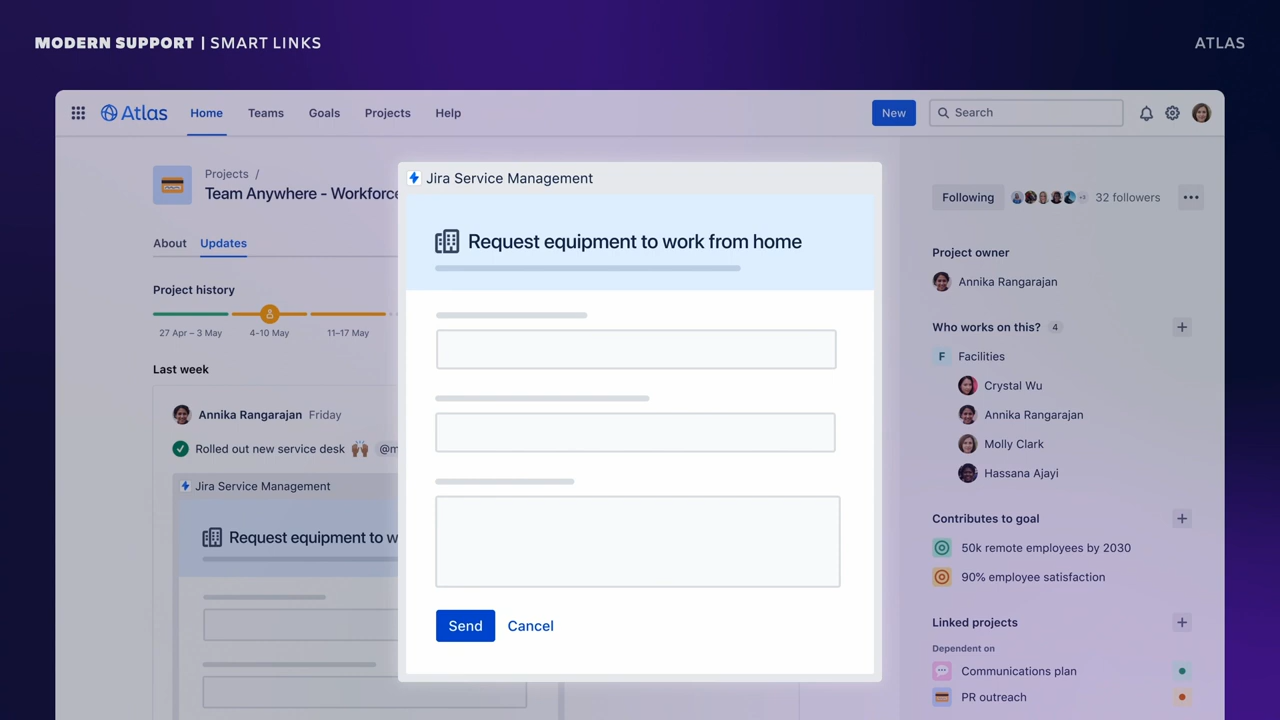 MODERN SUPPORT | SMART LINKS
ATLAS
Atlas
Home
Teams
Goals
Projects
Help
New
Search
Projects /
Team Anywhere - Workforce
About
Updates
Project history
27 Apr – 3 May
4-10 May
11–17 May
Last week
Annika Rangarajan Friday
Rolled out new service desk 🙌🏽 @m
Jira Service Management
Request equipment to w
Jira Service Management
Request equipment to work from home
Send
Cancel
Following
32 followers
Project owner
Annika Rangarajan
Who works on this? 4
F Facilities
Crystal Wu
Annika Rangarajan
Molly Clark
Hassana Ajayi
Contributes to goal
50k remote employees by 2030
90% employee satisfaction
Linked projects
Dependent on
Communications plan
PR outreach